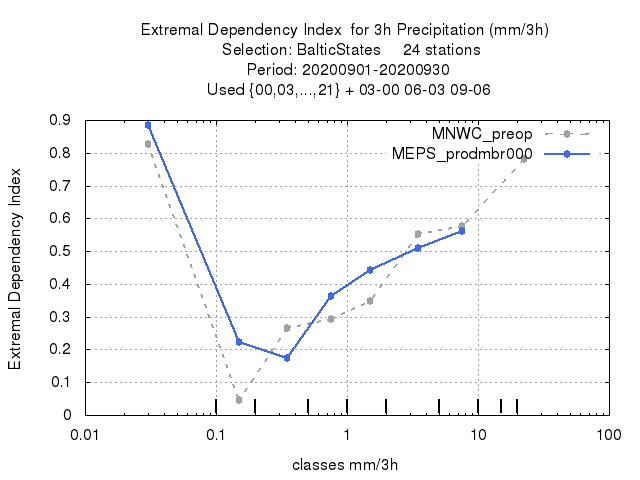 Extremal Dependency Index  for 3h Precipitation (mm/3h)
Selection: BalticStates     24 stations
Period: 20200901-20200930
Used {00,03,...,21} + 03-00 06-03 09-06
MNWC_preop
MEPS_prodmbr000
Extremal Dependency Index
0.9
0.8
0.7
0.6
0.5
0.4
0.3
0.2
0.1
0
0.01 0.1 1 10 100
classes mm/3h